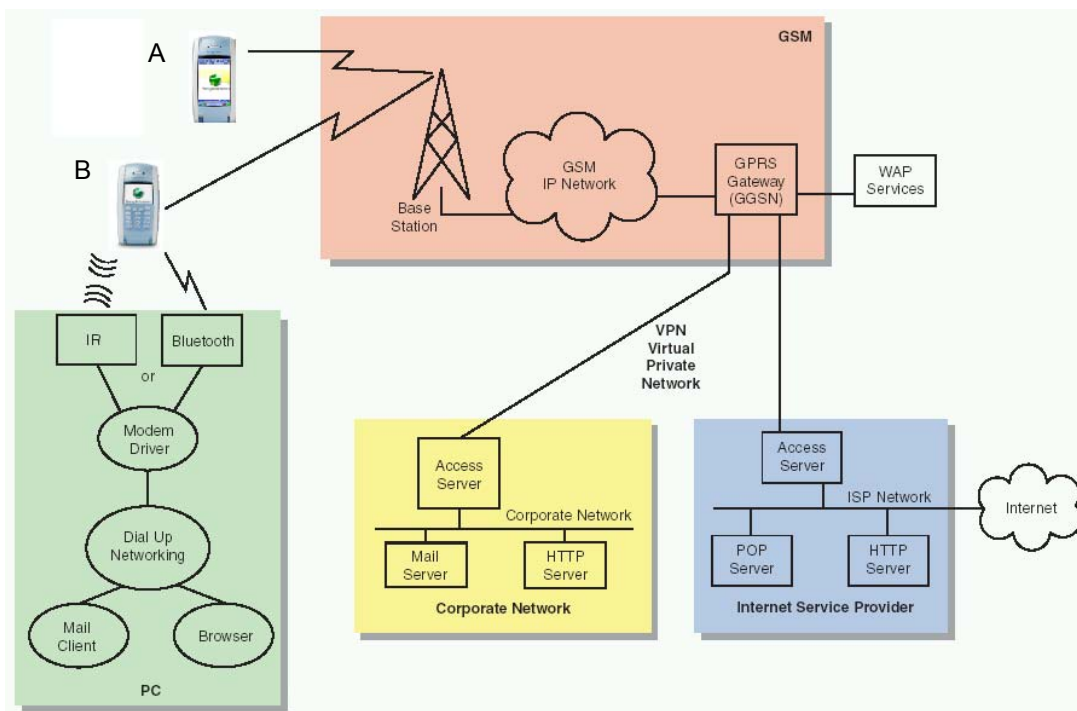 A
GSM
B
GSM
IP Network
GPRS
Gateway
(GGSN)
WAP
Services
Base
Station
IR
Bluetooth
or
VPN
Virtual
Private
Network
Modem
Driver
Access
Server
Access
Server
ISP Network
Internet
Corporate Network
Dial Up
Networking
Mail
Server
HTTP
Server
POP
Server
HTTP
Server
Corporate Network
Internet Service Provider
Mail
Client
Browser
PC